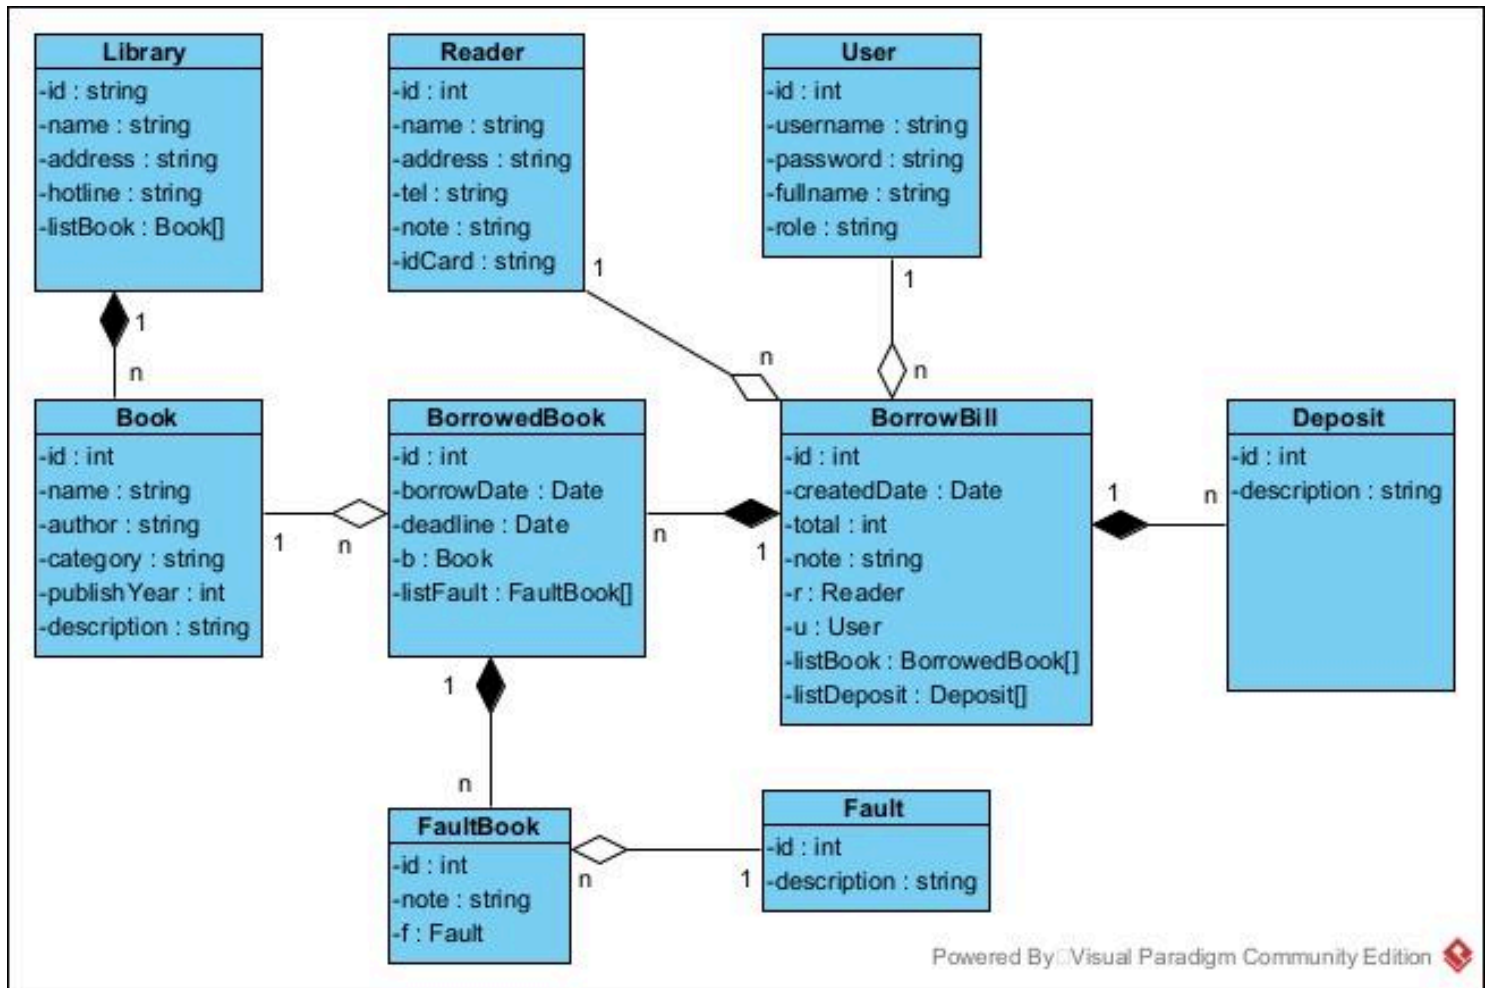 Library
-id : string
-name : string
-address : string
-hotline : string
-listBook : Book[]
1
n
Reader
-id : int
-name : string
-address : string
-tel : string
-note : string
-idCard : string
1
n
User
-id : int
-username : string
-password : string
-fullname : string
-role : string
1
n
Book
-id : int
-name : string
-author : string
-category : string
-publishYear : int
-description : string
1
n
BorrowedBook
-id : int
-borrowDate : Date
-deadline : Date
-b : Book
-listFault : FaultBook[]
n
1
BorrowBill
-id : int
-createdDate : Date
-total : int
-note : string
-r : Reader
-u : User
-listBook : BorrowedBook[]
-listDeposit : Deposit[]
1
n
Deposit
-id : int
-description : string
1
n
FaultBook
-id : int
-note : string
-f : Fault
n
1
Fault
-id : int
-description : string
Powered By Visual Paradigm Community Edition